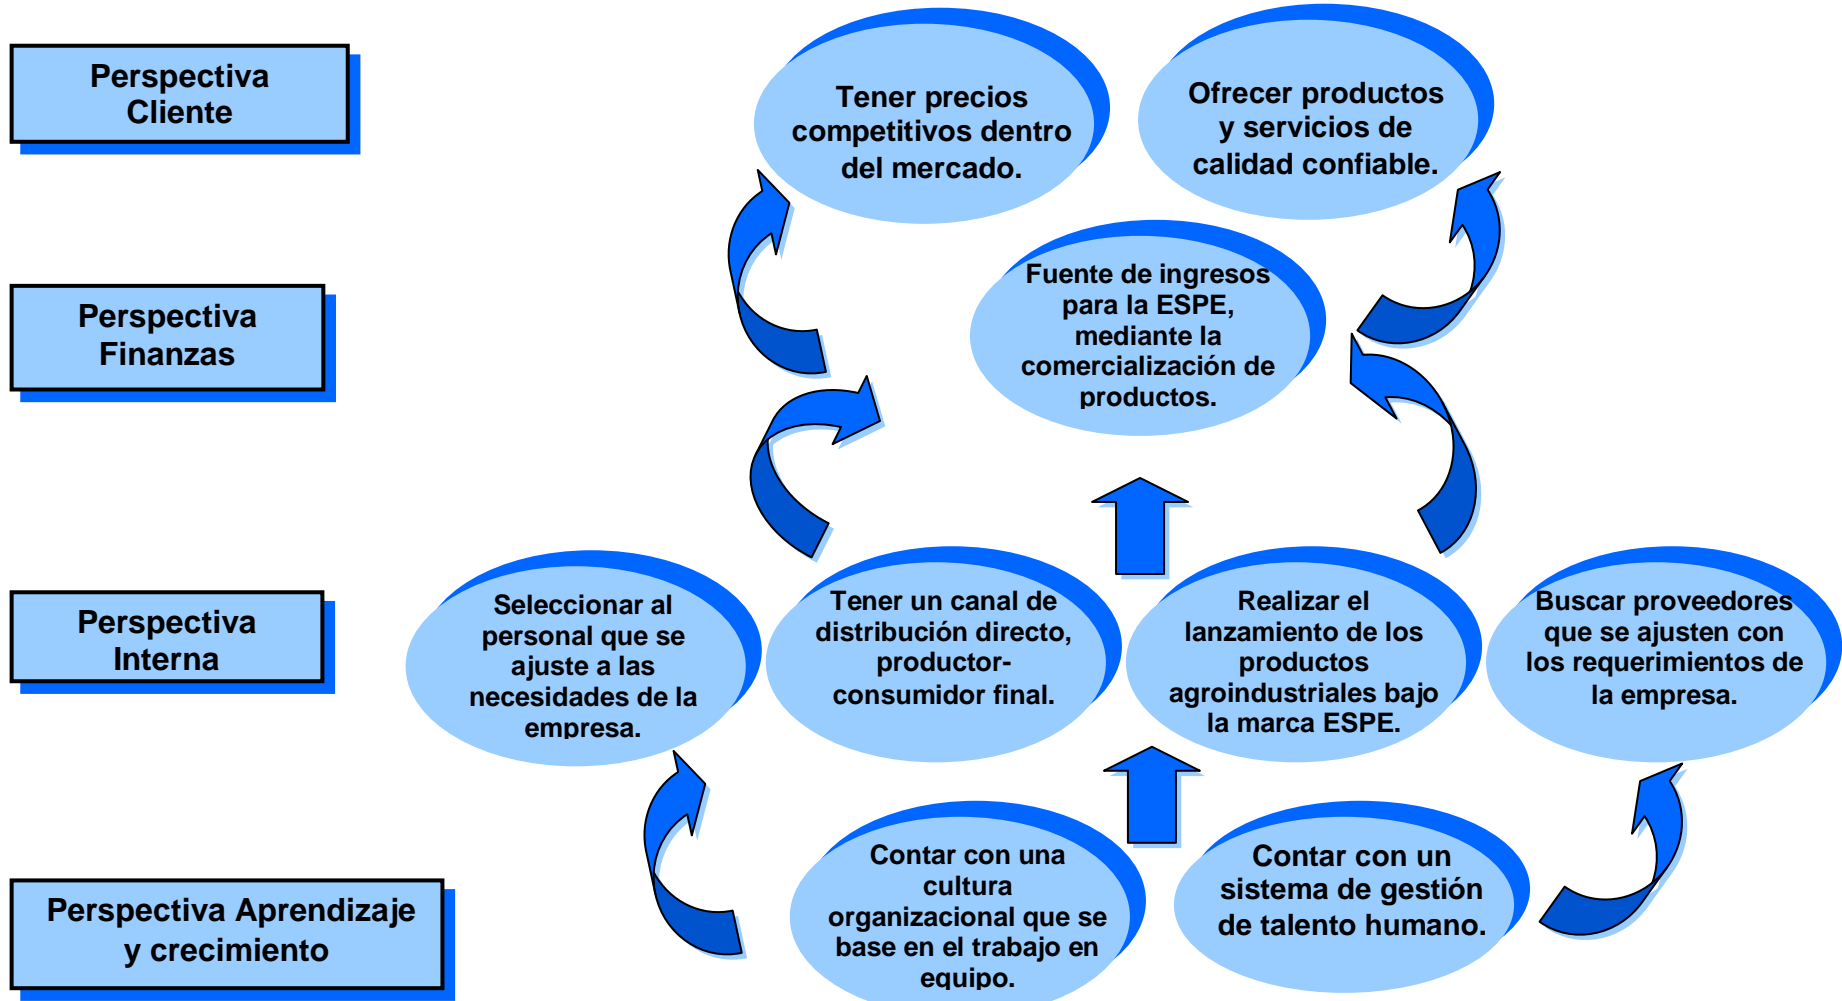 Perspectiva
Cliente
Tener precios
competitivos dentro
del mercado.
Ofrecer productos
y servicios de
calidad confiable.
Perspectiva
Finanzas
Fuente de ingresos
para la ESPE,
mediante la
comercialización de
productos.
Perspectiva
Interna
Seleccionar al
personal que se
ajuste a las
necesidades de la
empresa.
Tener un canal de
distribución directo,
productor-
consumidor final.
Realizar el
lanzamiento de los
productos
agroindustriales bajo
la marca ESPE.
Buscar proveedores
que se ajusten con
los requerimientos de
la empresa.
Perspectiva Aprendizaje
y crecimiento
Contar con una
cultura
organizacional que se
base en el trabajo en
equipo.
Contar con un
sistema de gestión
de talento humano.